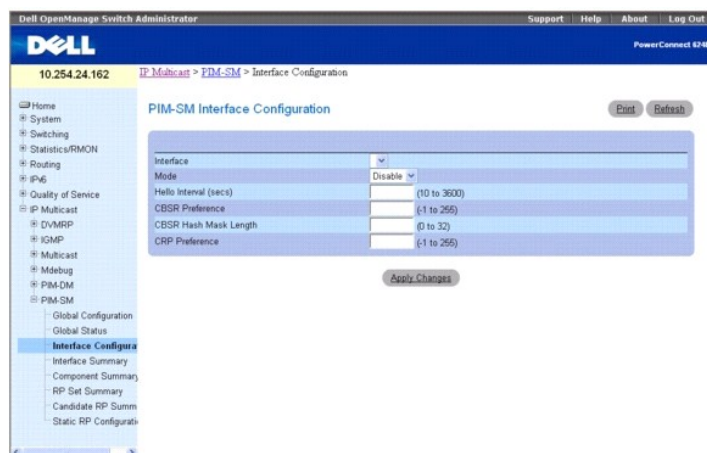 Dell OpenManage Switch Administrator
Support Help About Log Out
DELL
PowerConnect 6248
10.254.24.162
IP Multicast > PIM-SM > Interface Configuration
Home
System
Switching
Statistics/RMON
Routing
IPv6
Quality of Service
IP Multicast
DVMRP
IGMP
Multicast
Mdebug
PIM-DM
PIM-SM
Global Configuration
Global Status
Interface Configura
Interface Summary
Component Summary
RP Set Summary
Candidate RP Summ
Static RP Configurati
PIM-SM Interface Configuration
Print Refresh
Interface
Mode Disable
Hello Interval (secs) (10 to 3600)
CBSR Preference (-1 to 255)
CBSR Hash Mask Length (0 to 32)
CRP Preference (-1 to 255)
Apply Changes